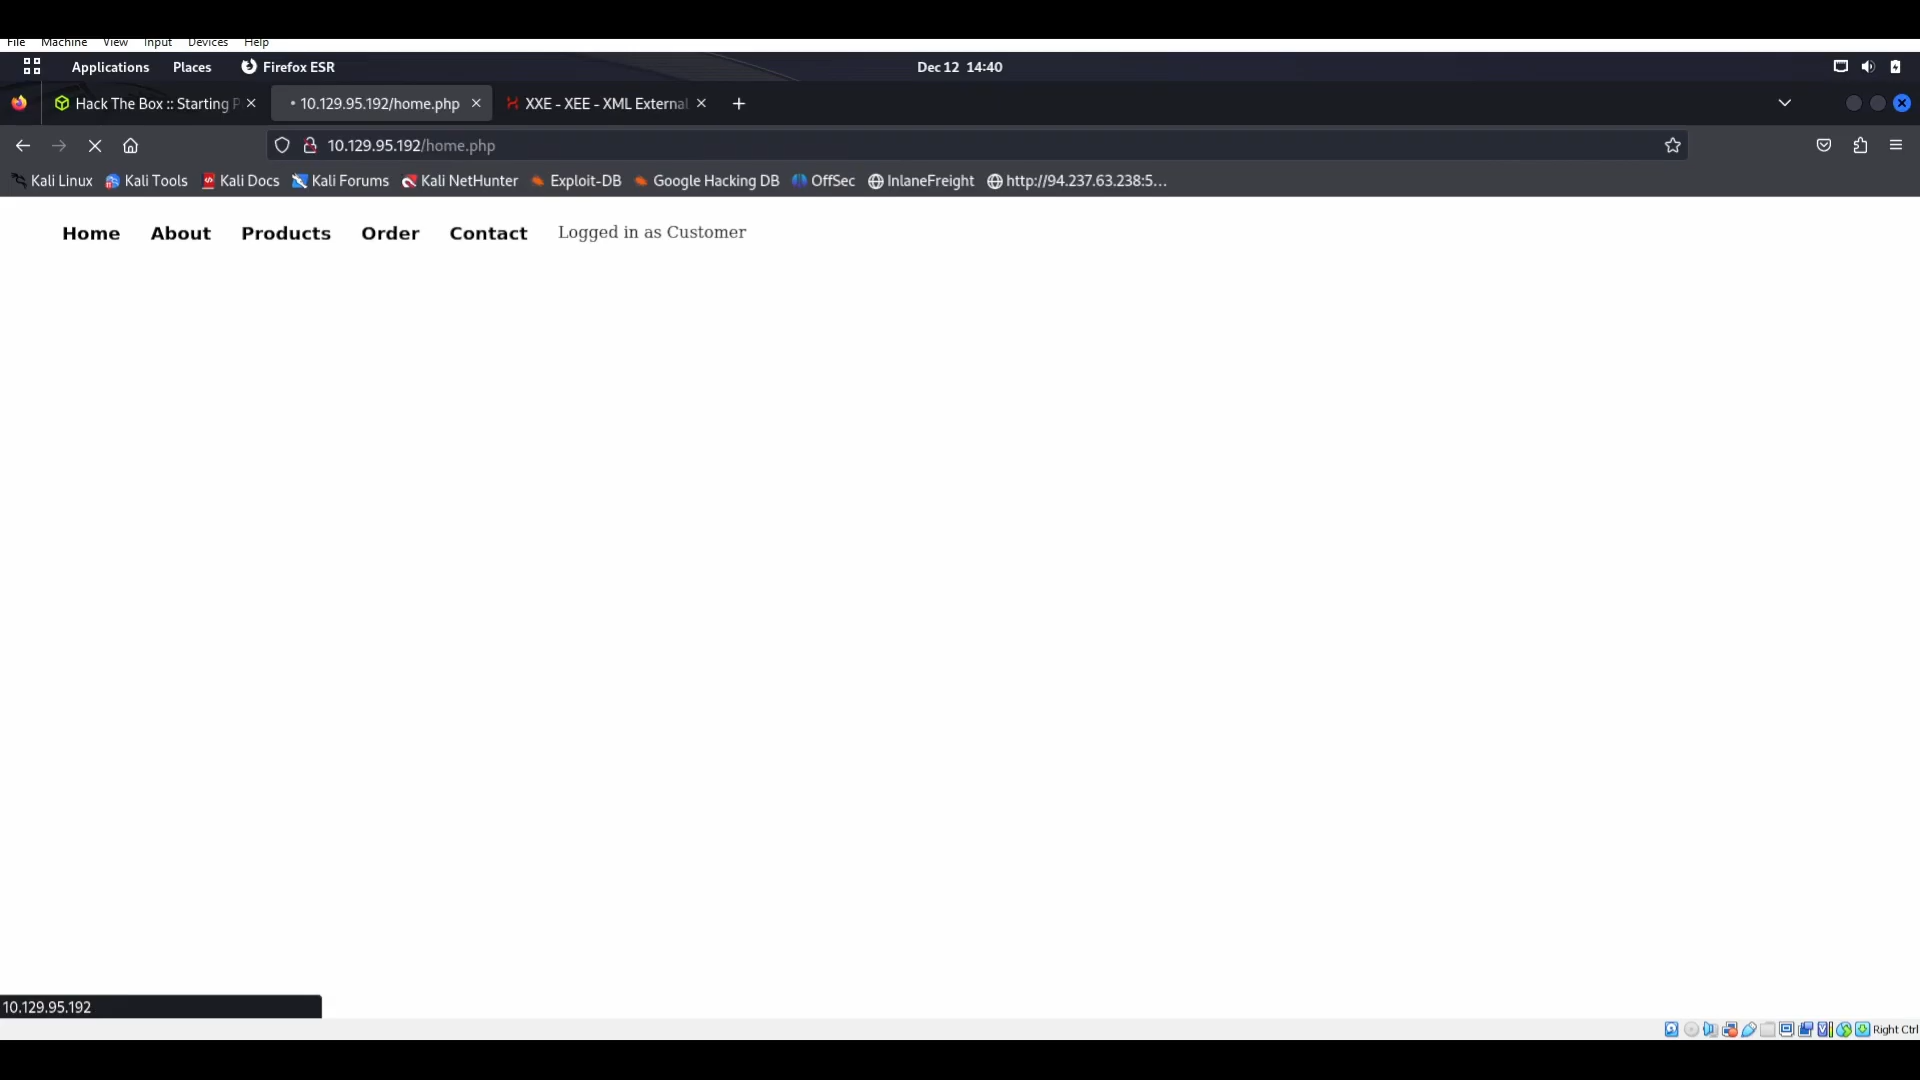 File Machine View Input Devices Help
Applications Places Firefox ESR Dec 12 14:40
Hack The Box :: Starting P 10.129.95.192/home.php XXE - XEE - XML External
10.129.95.192/home.php
Kali Linux Kali Tools Kali Docs Kali Forums Kali NetHunter Exploit-DB Google Hacking DB OffSec InlaneFreight http://94.237.63.238:5...
Home About Products Order Contact Logged in as Customer
10.129.95.192
Right Ctrl